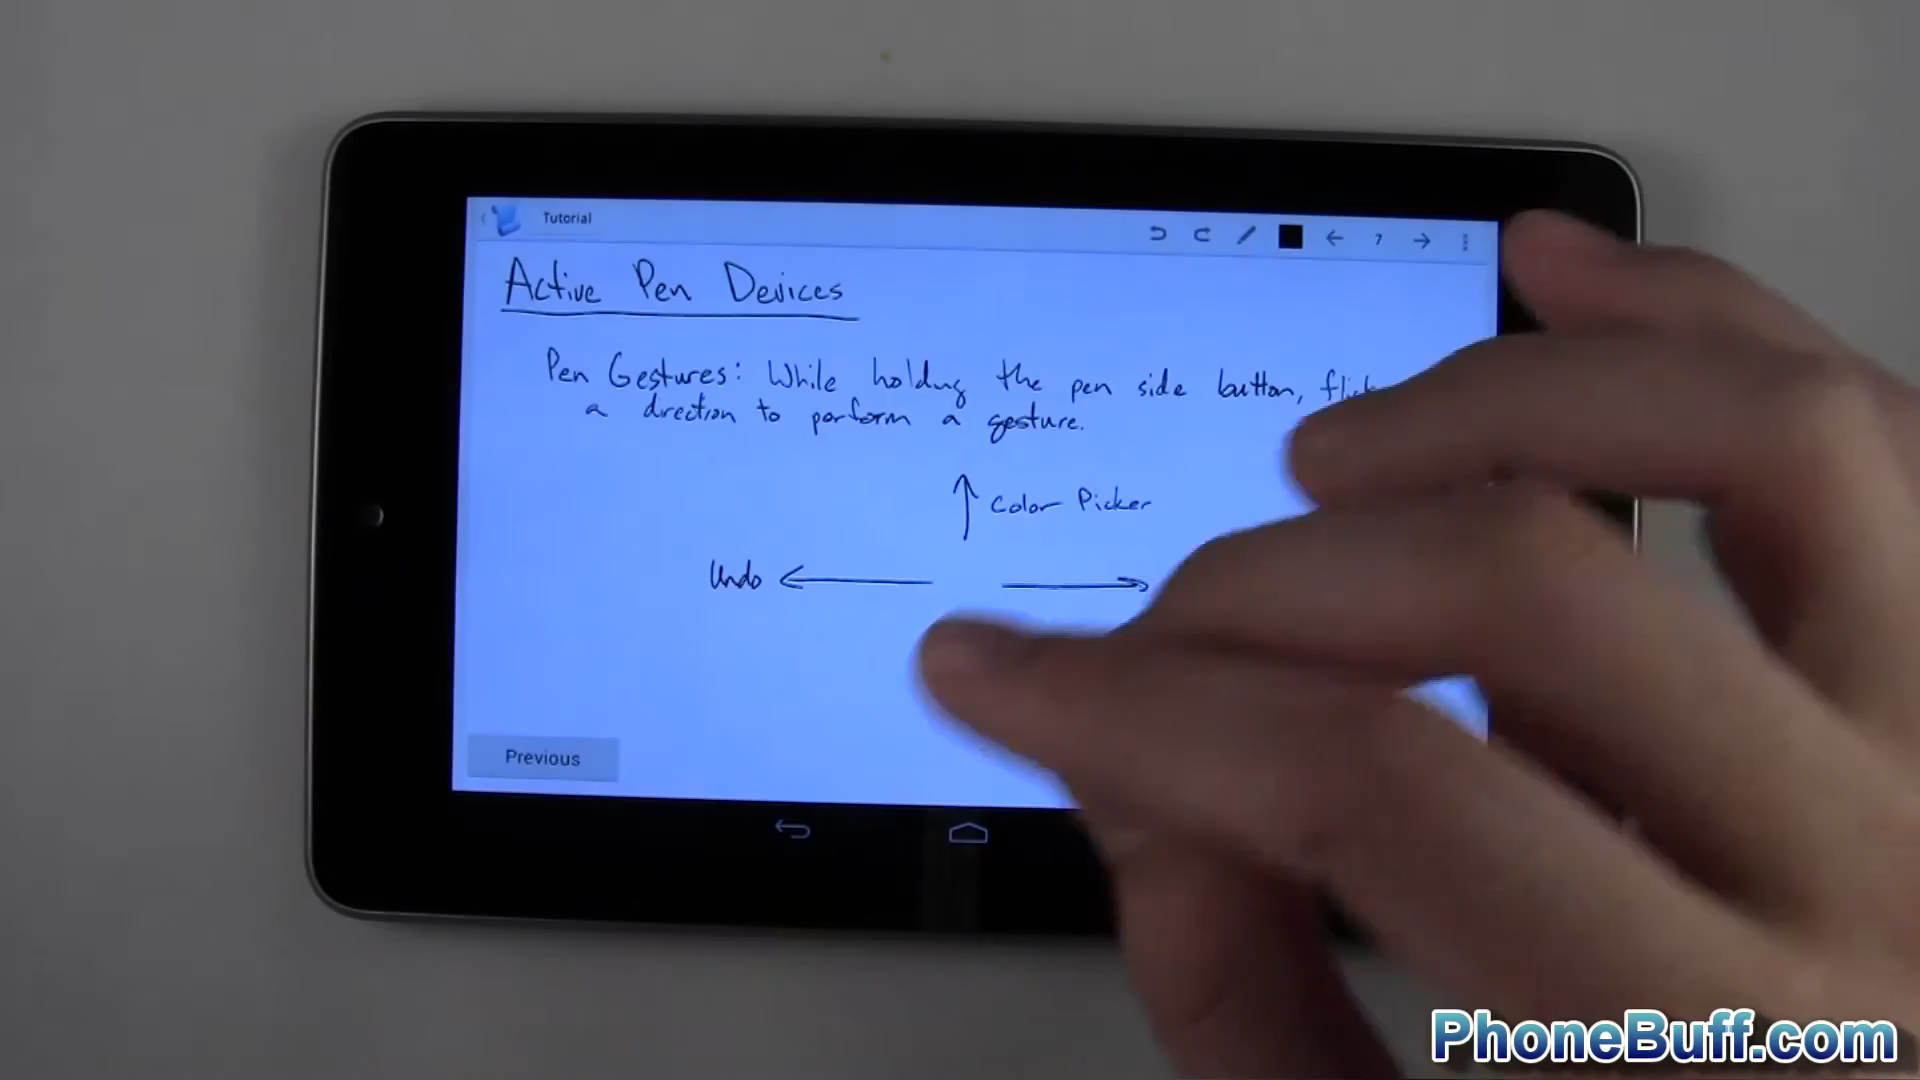 Tutorial
7
Active Pen Devices
Pen Gestures: While holdng the pen side button,
a direction to perform a gesture.
Color Picker
Undo
Previous
PhoneBuff.com